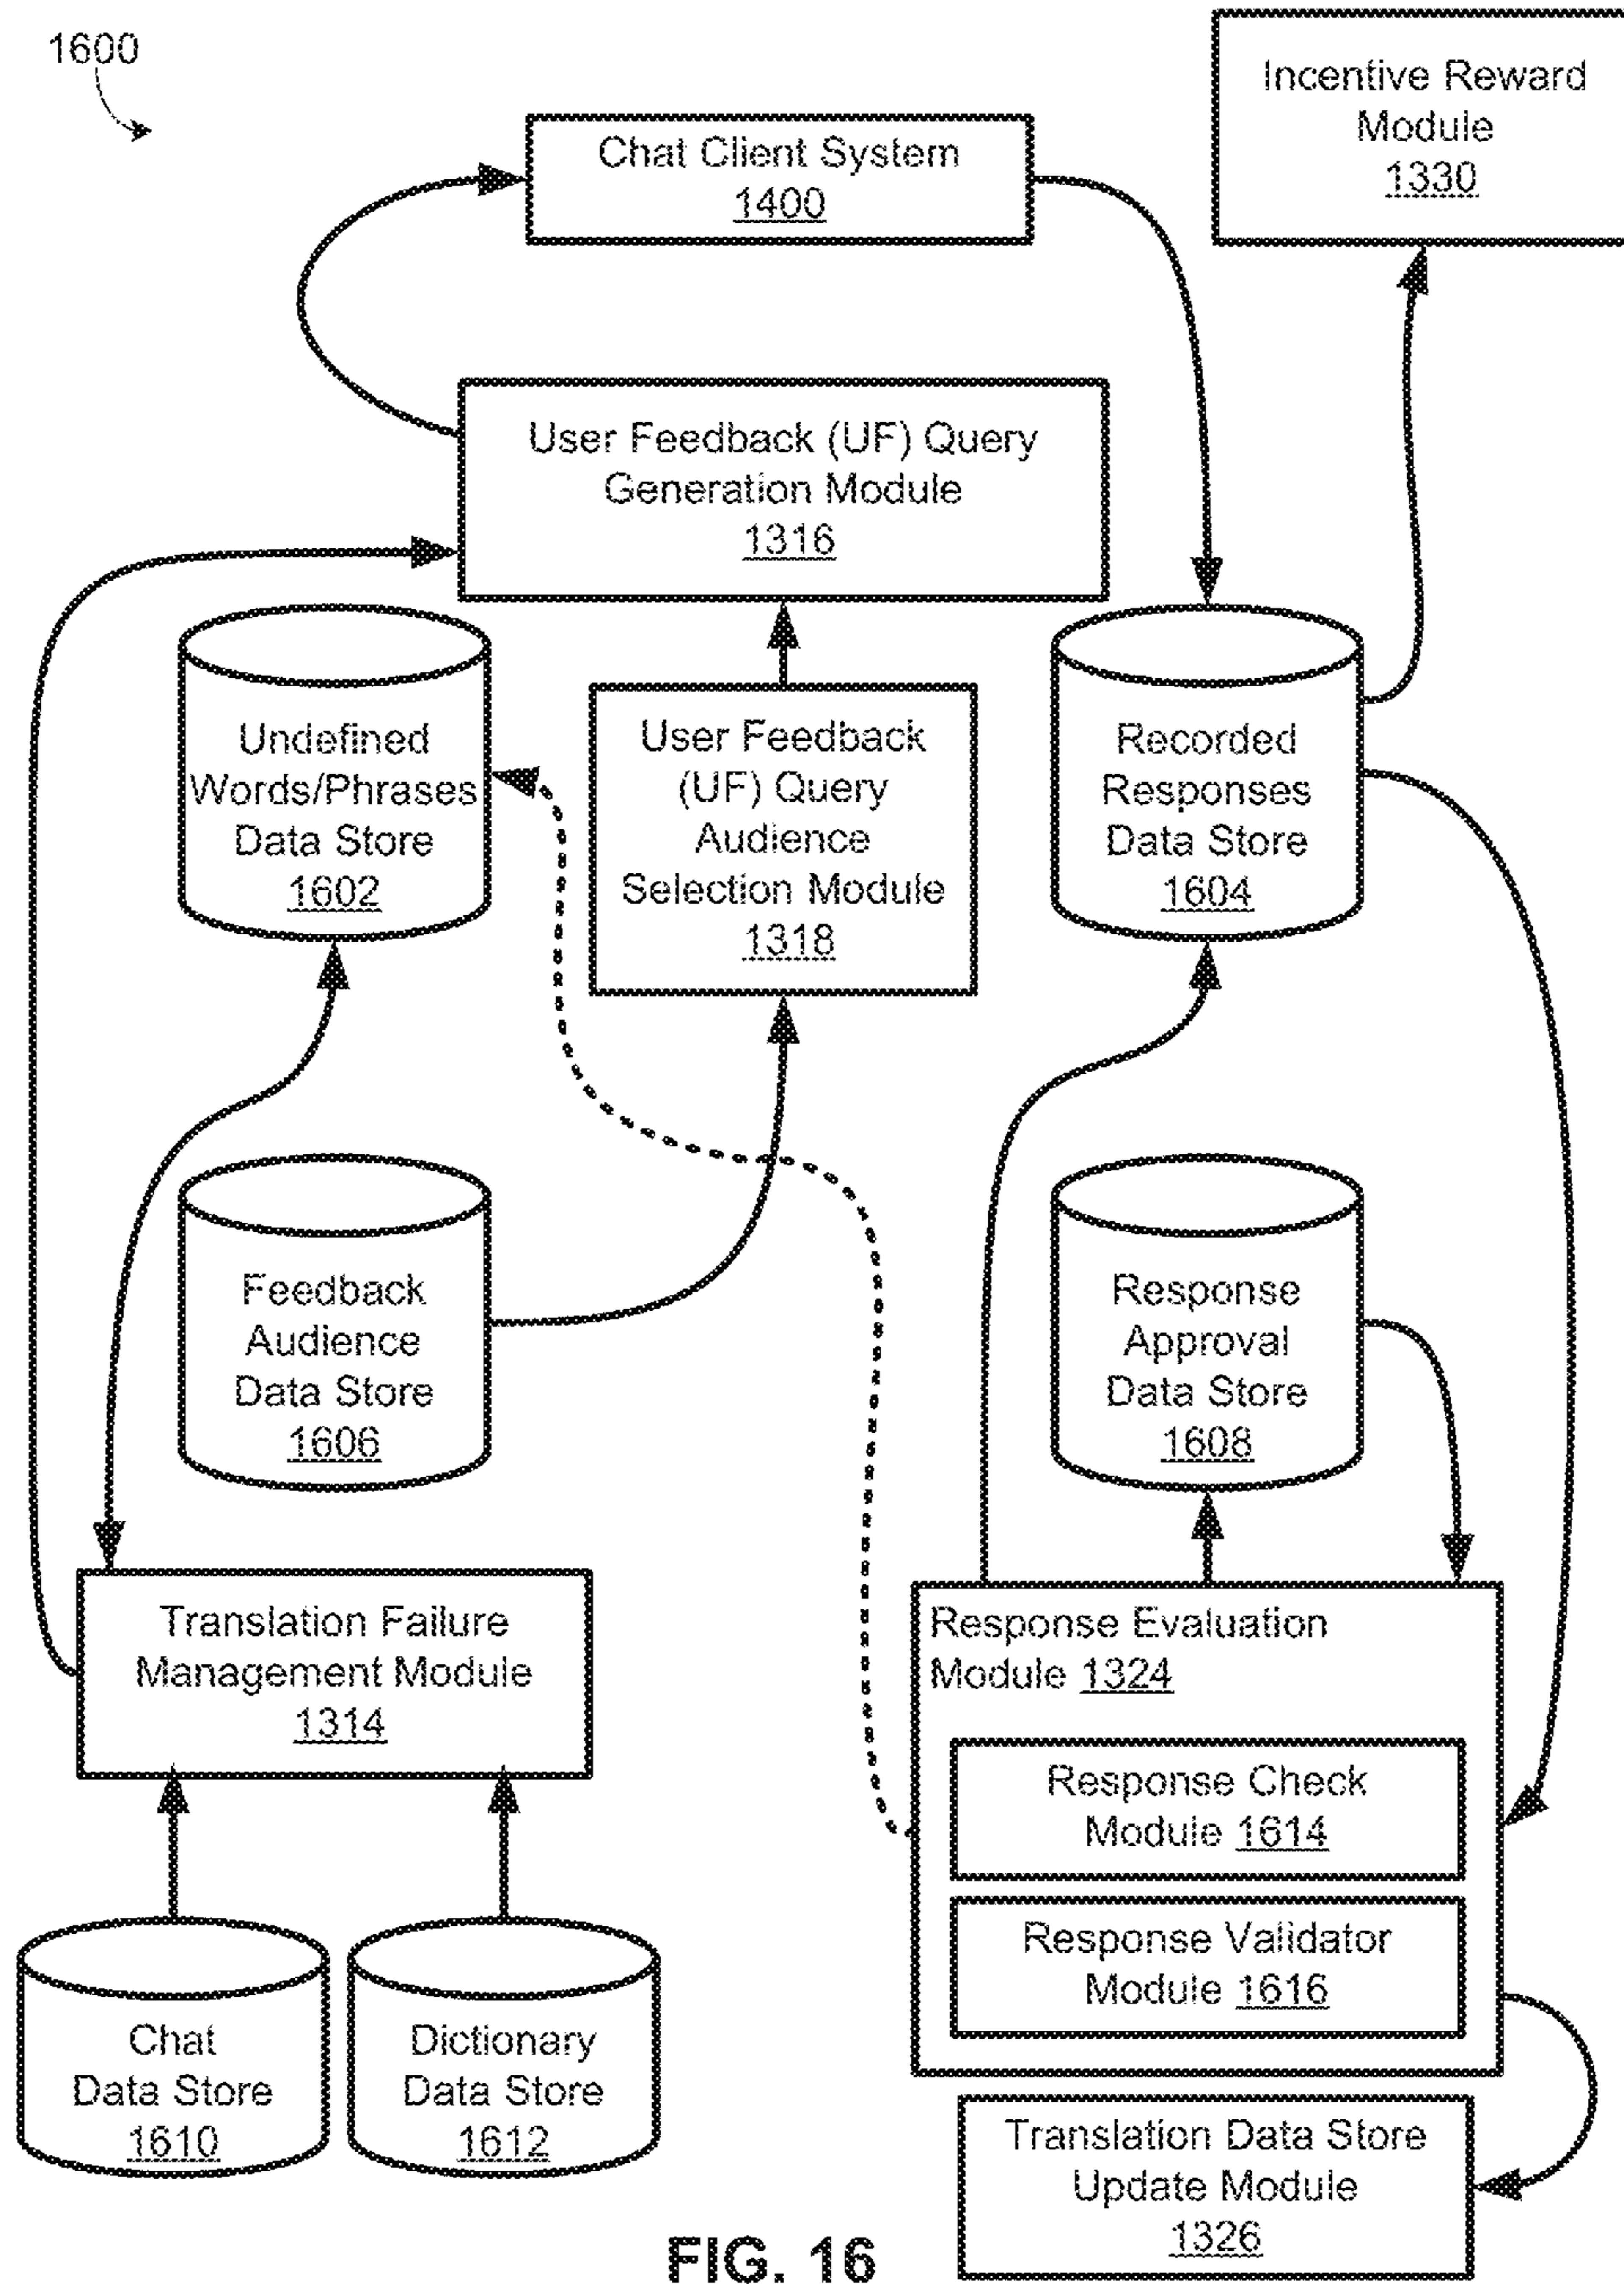 1600
Incentive Reward
Module
1330
Chat Client System
1400
User Feedback (UF) Query
Generation Module
1316
Undefined
Words/Phrases
Data Store
1602
User Feedback
(UF) Query
Audience
Selection Module
1318
Recorded
Responses
Data Store
1604
Feedback
Audience
Data Store
1606
Response
Approval
Data Store
1608
Translation Failure
Management Module
1314
Response Evaluation
Module 1324
Response Check
Module 1614
Response Validator
Module 1616
Chat
Data Store
1610
Dictionary
Data Store
1612
Translation Data Store
Update Module
1326
FIG. 16